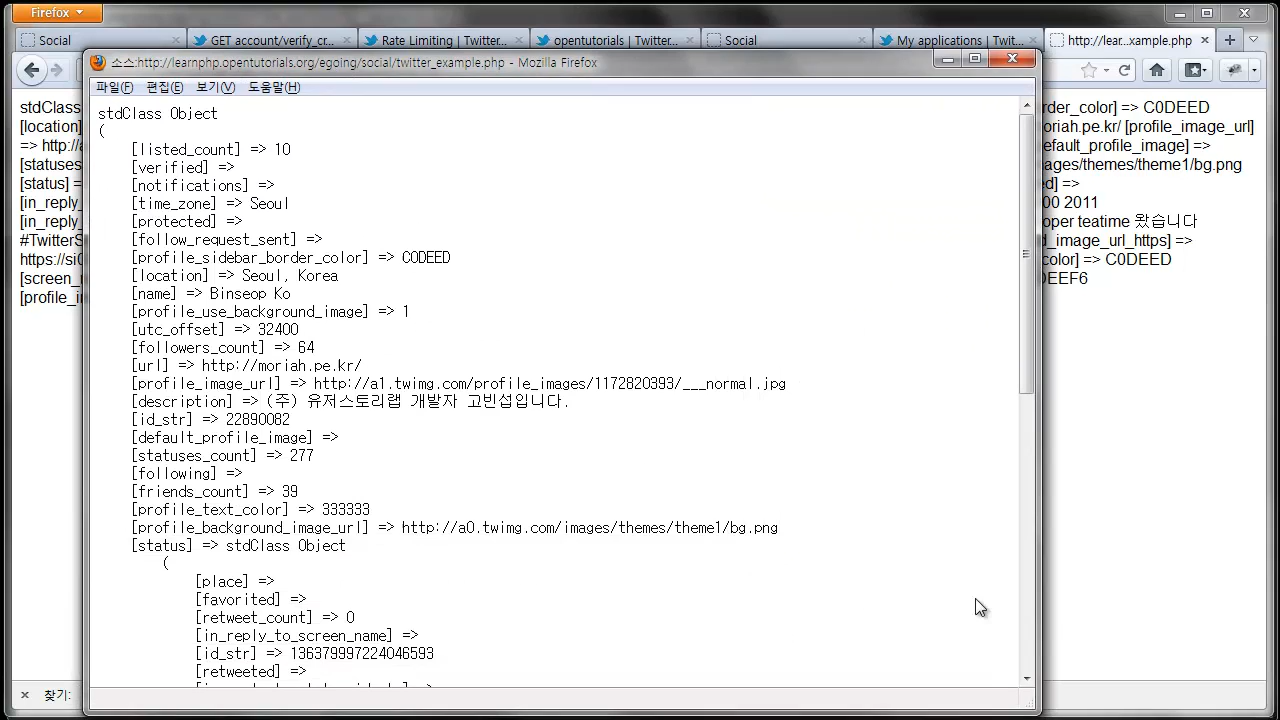 Firefox
Social
GET account/verify_cr...
Rate Limiting | Twitter...
opentutorials | Twitter...
Social
My applications | Twit...
http://lear...xample.php
소스:http://learnphp.opentutorials.
ng/social/twitter_example.php - Mozilla Firefox
파일(F) 편집(E) 보기(V) 도움말(H)
stdClass Object
(
[listed_count] => 10
[verified] =>
[notifications] =>
[time_zone] => Seoul
[protected] =>
[follow_request_sent] =>
[profile_sidebar_border_color] => C0DEED
[location] => Seoul, Korea
[name] => Binseop Ko
[profile_use_background_image] => 1
[utc_offset] => 32400
[followers_count] => 64
[url] => http://moriah.pe.kr/
[profile_image_url] => http://a1.twimg.com/profile_images/1172820393/___normal.jpg
[description] => (주) 유저스토리랩 개발자 고빈섭입니다.
[id_str] => 22890082
[default_profile_image] =>
[statuses_count] => 277
[following] =>
[friends_count] => 39
[profile_text_color] => 333333
[profile_background_image_url] => http://a0.twimg.com/images/themes/theme1/bg.png
[status] => stdClass Object
(
[place] =>
[favorited] =>
[retweet_count] => 0
[in_reply_to_screen_name] =>
[id_str] => 136379997224046593
[retweeted] =>
stdClass
[location]
=> http://a
[statuses
[status] =
[in_reply_
[in_reply_
#TwitterS
https://si0
[screen_n
[profile_i
der_color] => C0DEED
oriah.pe.kr/ [profile_image_url]
efault_profile_image] =>
ages/themes/theme1/bg.png
ed] =>
00 2011
oper teatime 왔습니다
d_image_url_https] =>
color] => C0DEED
DEEF6
찾기: